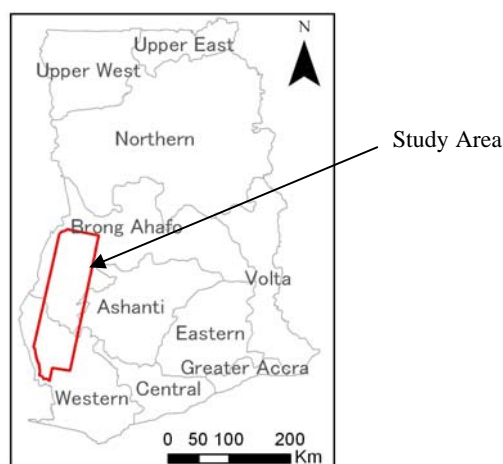 N
Upper East
Upper West
Northern
Study Area
Brong Ahafo
Volta
Ashanti
Eastern
Greater Accra
Central
Western
0 50 100 200
Km